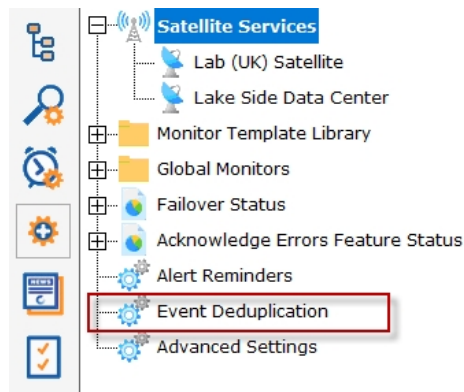 Satellite Services
Lab (UK) Satellite
Lake Side Data Center
Monitor Template Library
Global Monitors
Failover Status
Acknowledge Errors Feature Status
Alert Reminders
NEWS
Event Deduplication
Advanced Settings